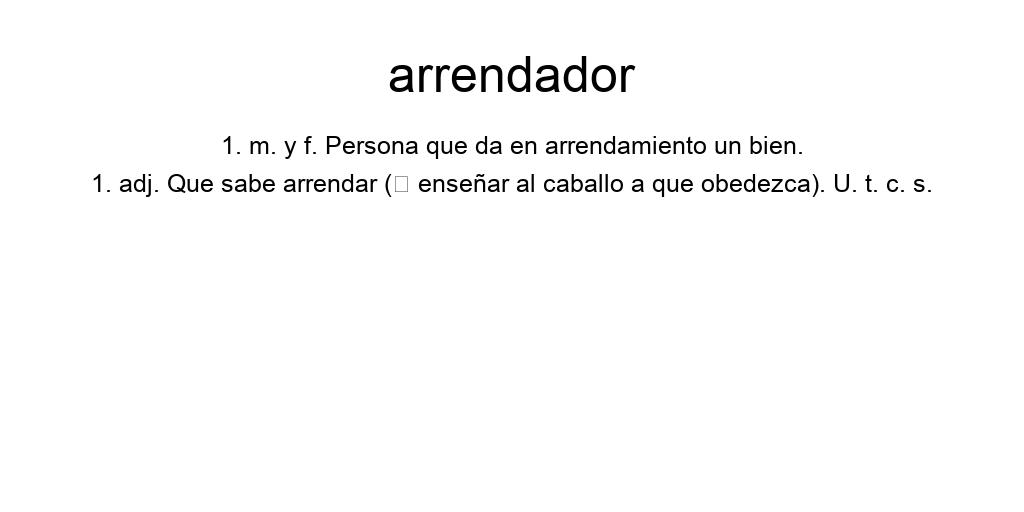 arrendador
1. m. y f. Persona que da en arrendamiento un bien.
1. adj. Que sabe arrendar (□ enseñar al caballo a que obedezca). U. t. c. s.